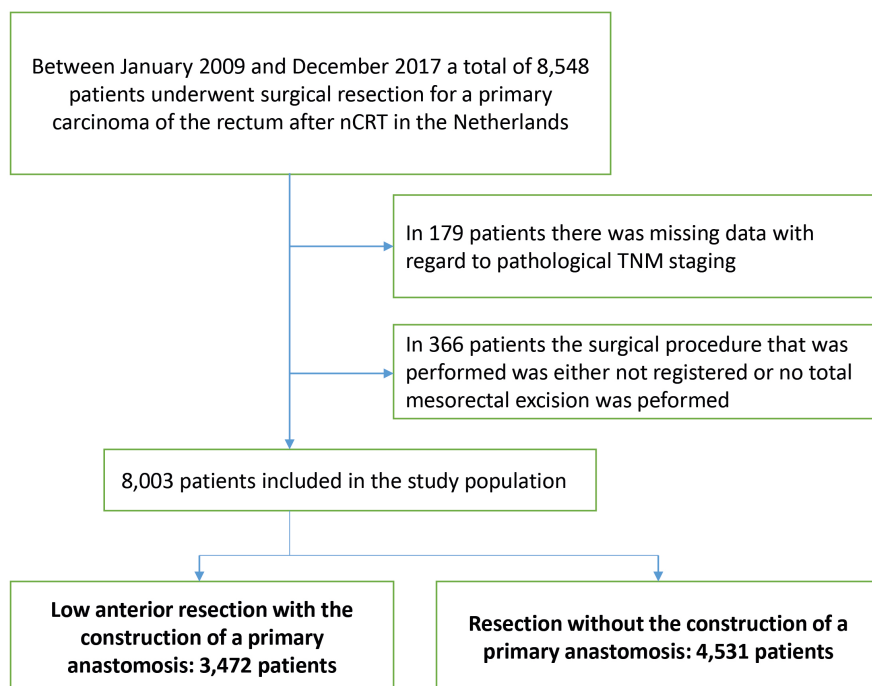 Between January 2009 and December 2017 a total of 8,548
patients underwent surgical resection for a primary
carcinoma of the rectum after nCRT in the Netherlands
In 179 patients there was missing data with
regard to pathological TNM staging
In 366 patients the surgical procedure that was
performed was either not registered or no total
mesorectal excision was peformed
8,003 patients included in the study population
Low anterior resection with the
construction of a primary
anastomosis: 3,472 patients
Resection without the construction of a
primary anastomosis: 4,531 patients